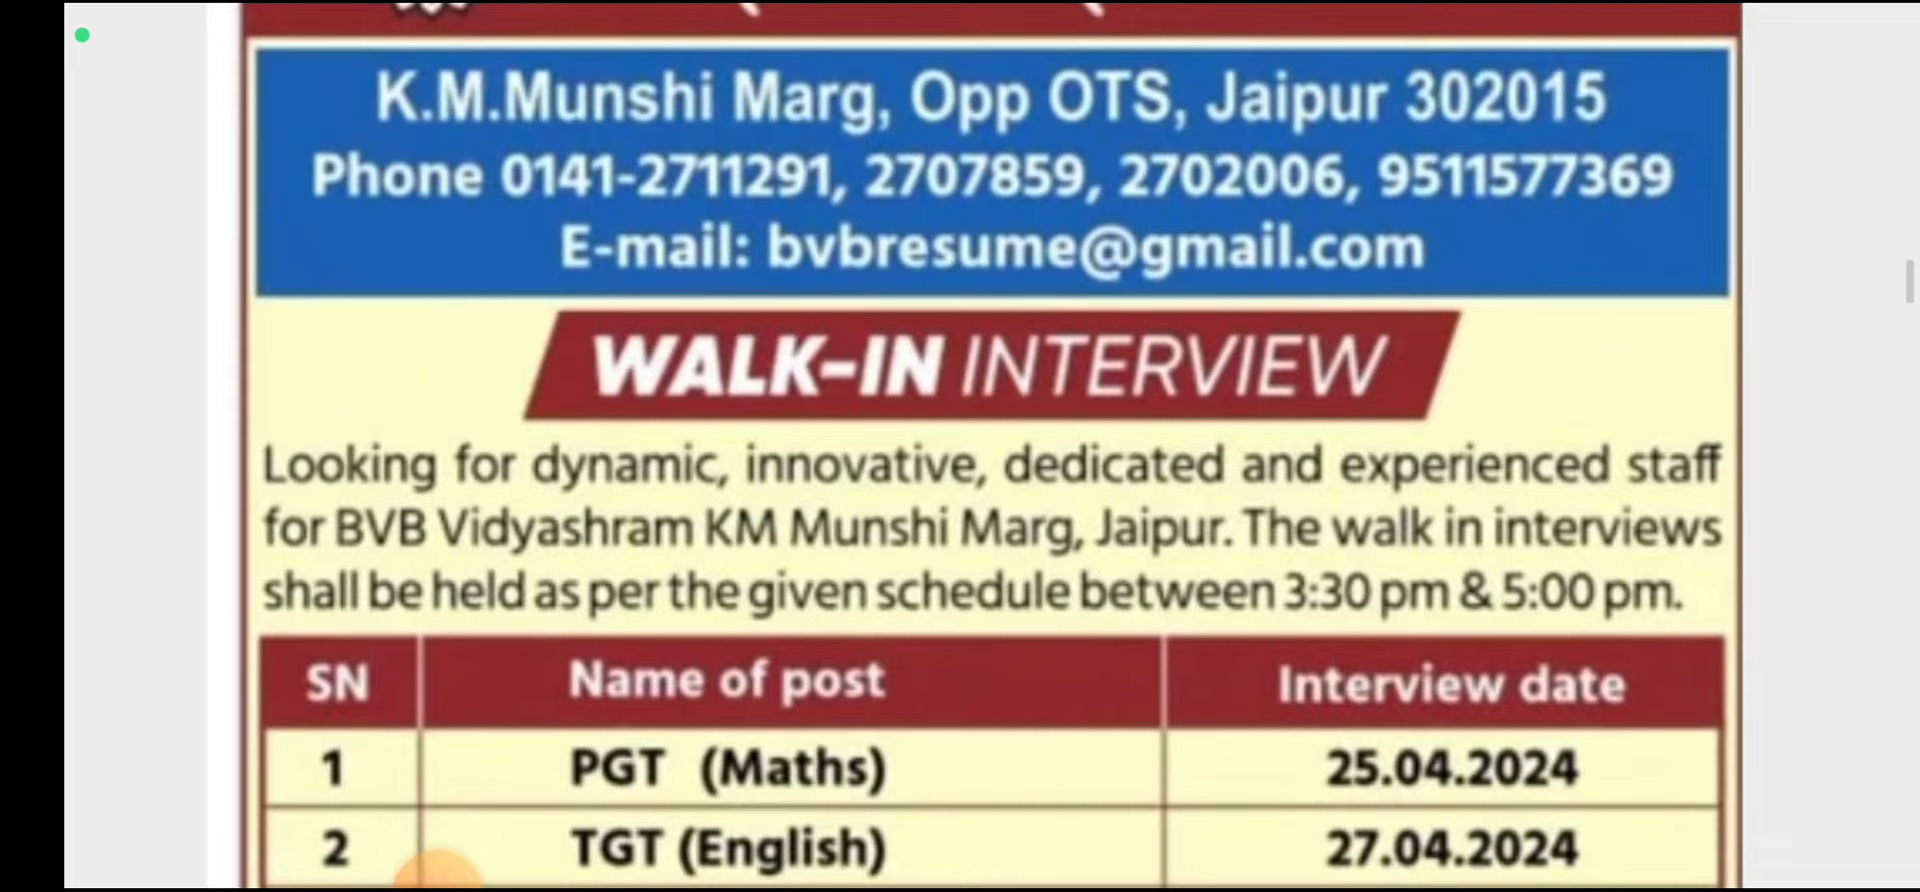 K.M.Munshi Marg, Opp OTS, Jaipur 302015
Phone 0141-2711291, 2707859, 2702006, 9511577369
E-mail: bvbresume@gmail.com
WALK-IN INTERVIEW
Looking for dynamic, innovative, dedicated and experienced staff
for BVB Vidyashram KM Munshi Marg, Jaipur. The walk in interviews
shall be held as per the given schedule between 3:30 pm & 5:00 pm.
SN Name of post Interview date
1 PGT (Maths) 25.04.2024
2 TGT (English) 27.04.2024